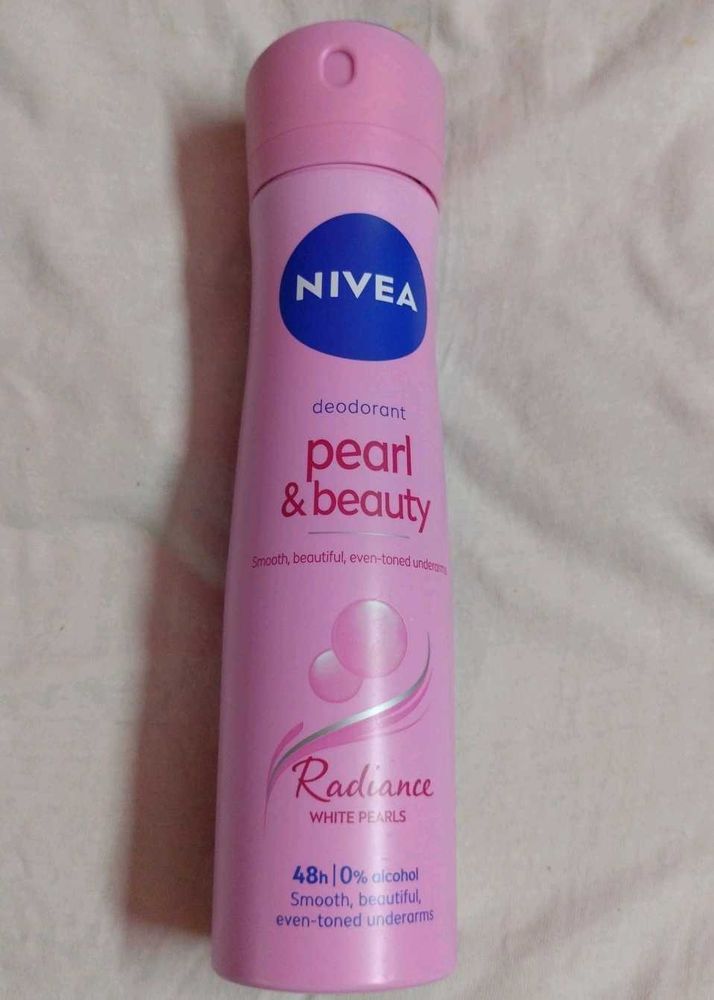 NIVEA
deodorant
pearl
& beauty
Smooth, beautiful, even-toned underarms
Radiance
WHITE PEARLS
48h | 0% alcohol
Smooth, beautiful,
even-toned underarms